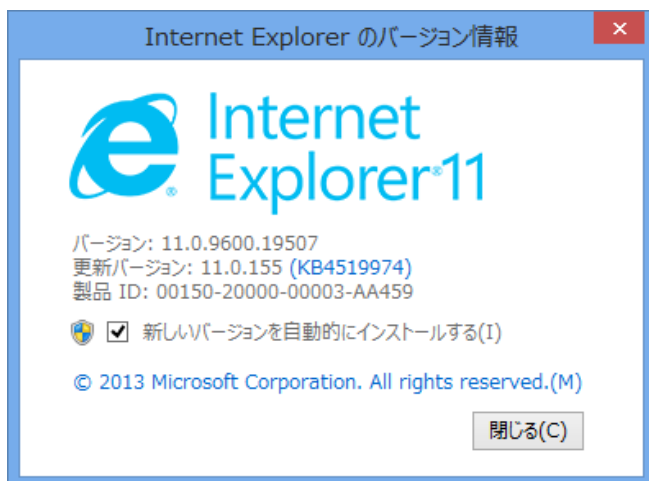 Internet Explorer のバージョン情報
Internet
Explorer®11
バージョン: 11.0.9600.19507
更新バージョン: 11.0.155 (KB4519974)
製品 ID: 00150-20000-00003-AA459
新しいバージョンを自動的にインストールする(I)
© 2013 Microsoft Corporation. All rights reserved.(M)
閉じる(C)